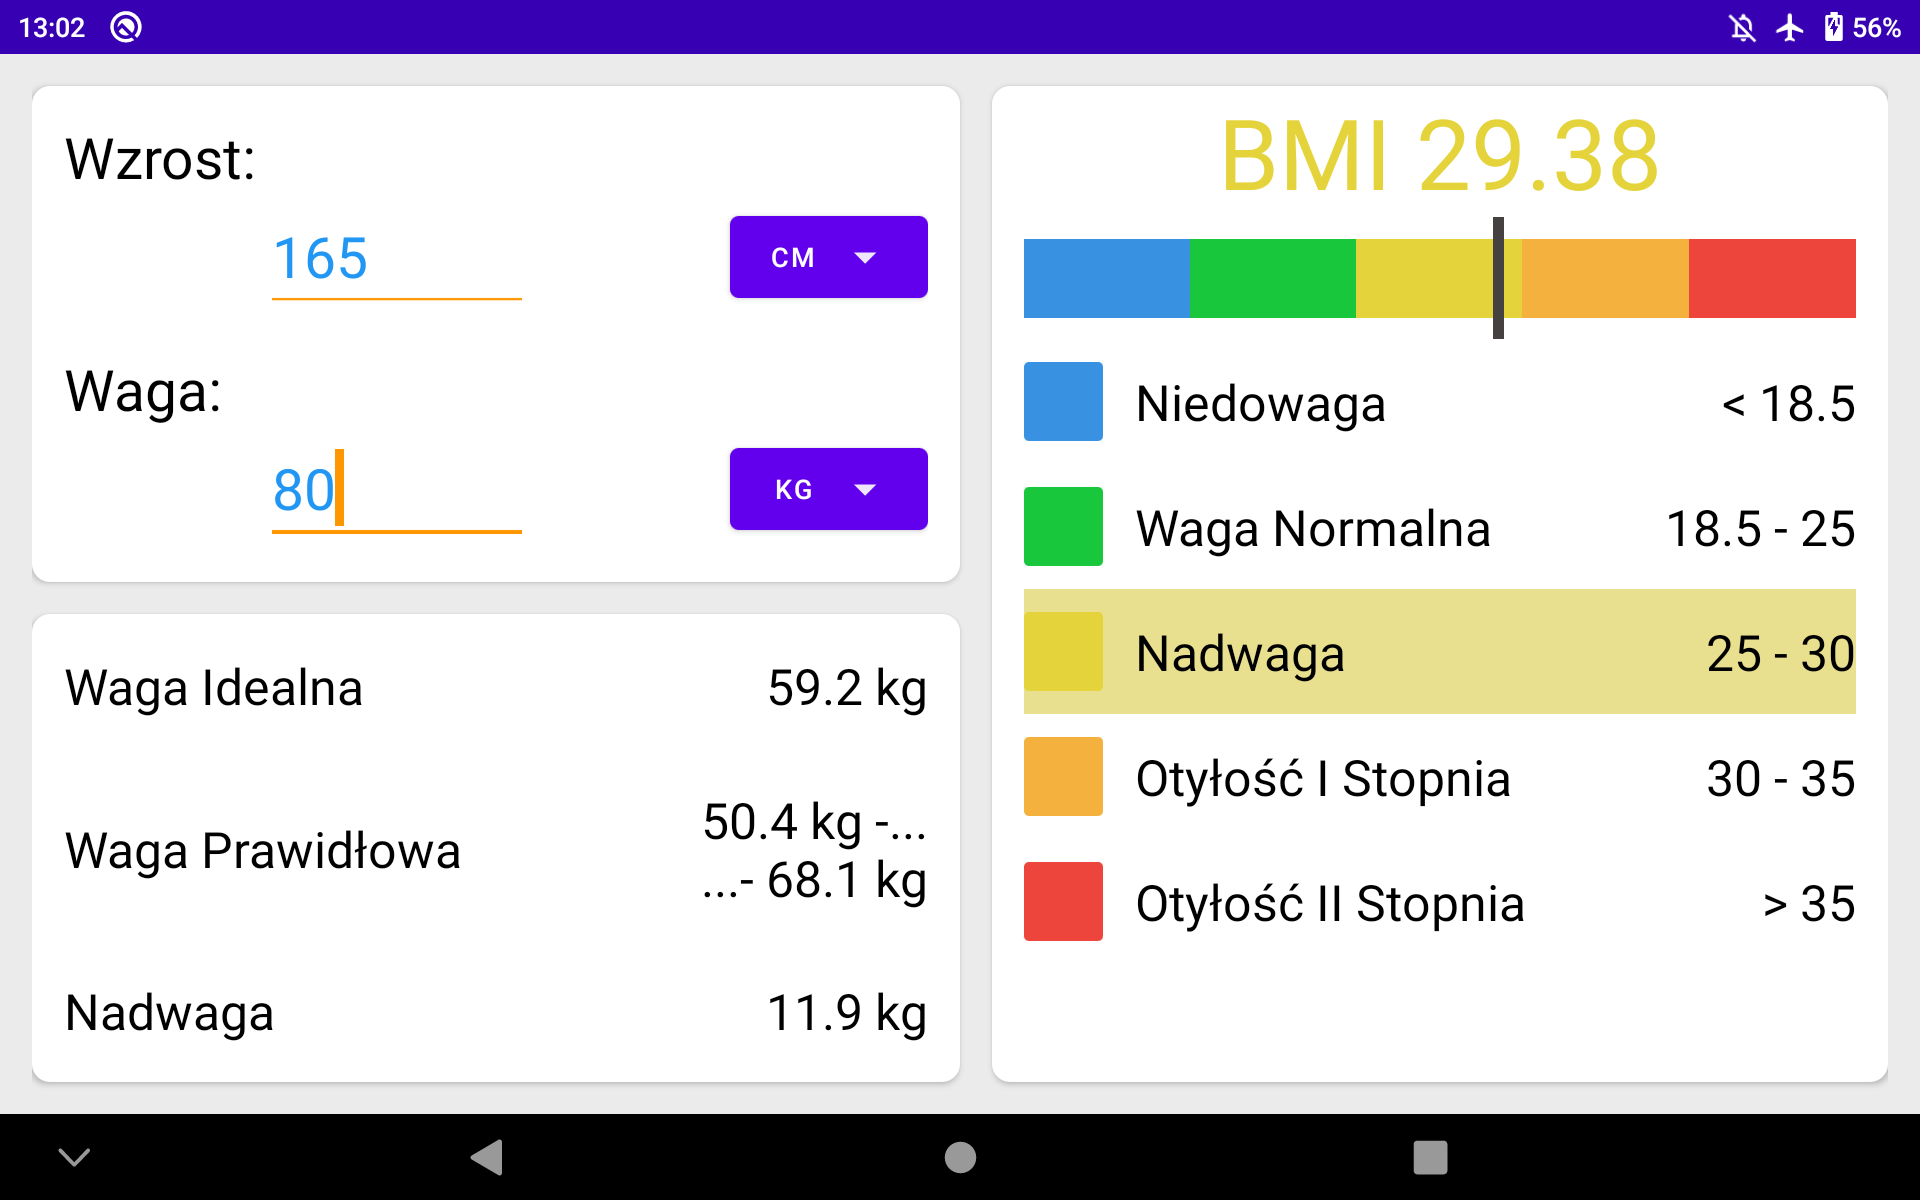 13:02
56%
Wzrost:
165
CM
Waga:
80
KG
Waga Idealna 59.2 kg
Waga Prawidłowa 50.4 kg -...
...- 68.1 kg
Nadwaga 11.9 kg
BMI 29.38
Niedowaga < 18.5
Waga Normalna 18.5 - 25
Nadwaga 25 - 30
Otyłość I Stopnia 30 - 35
Otyłość II Stopnia > 35